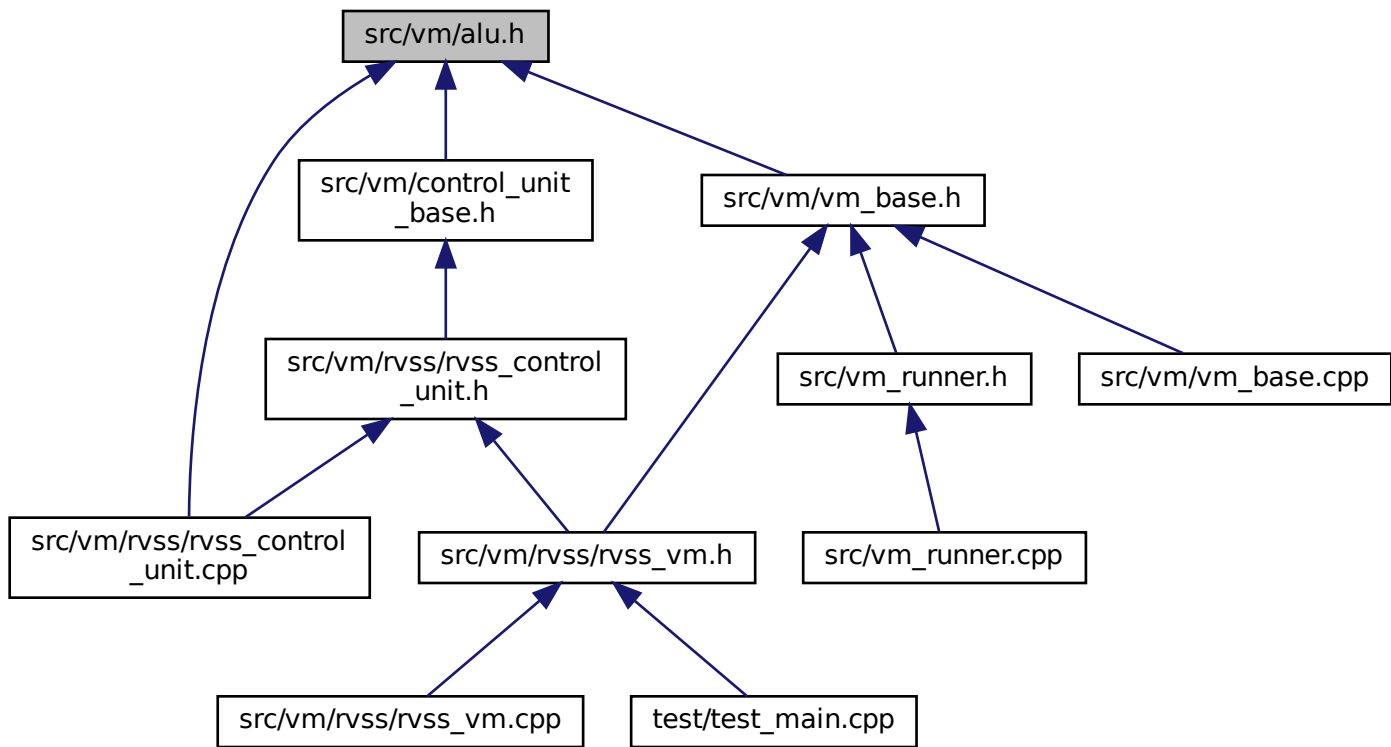 src/vm/alu.h
src/vm/control_unit
_base.h
src/vm/vm_base.h
src/vm/rvss/rvss_control
_unit.h
src/vm_runner.h
src/vm/vm_base.cpp
src/vm/rvss/rvss_control
_unit.cpp
src/vm/rvss/rvss_vm.h
src/vm_runner.cpp
src/vm/rvss/rvss_vm.cpp
test/test_main.cpp